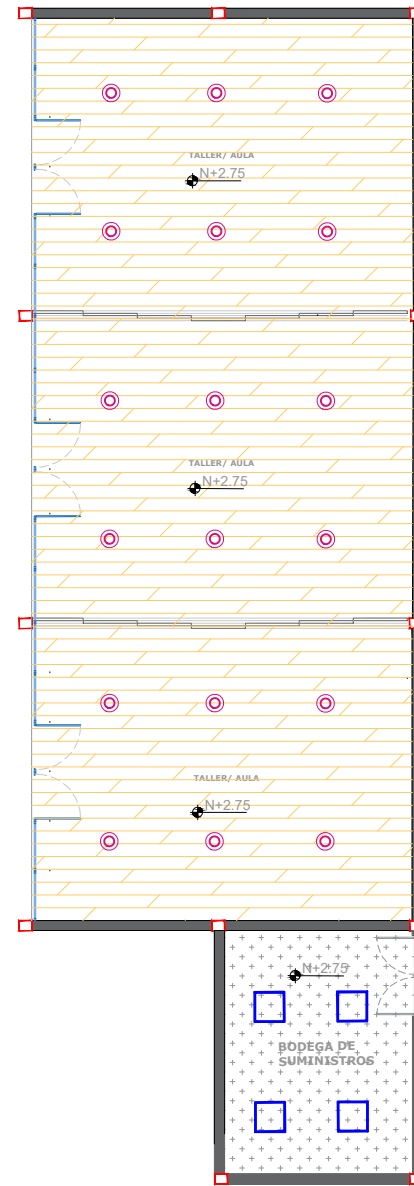 TALLER/ AULA
N+2.75
TALLER/ AULA
N+2.75
TALLER/ AULA
N+2.75
N+2.75
BODEGA DE
SUMINISTROS